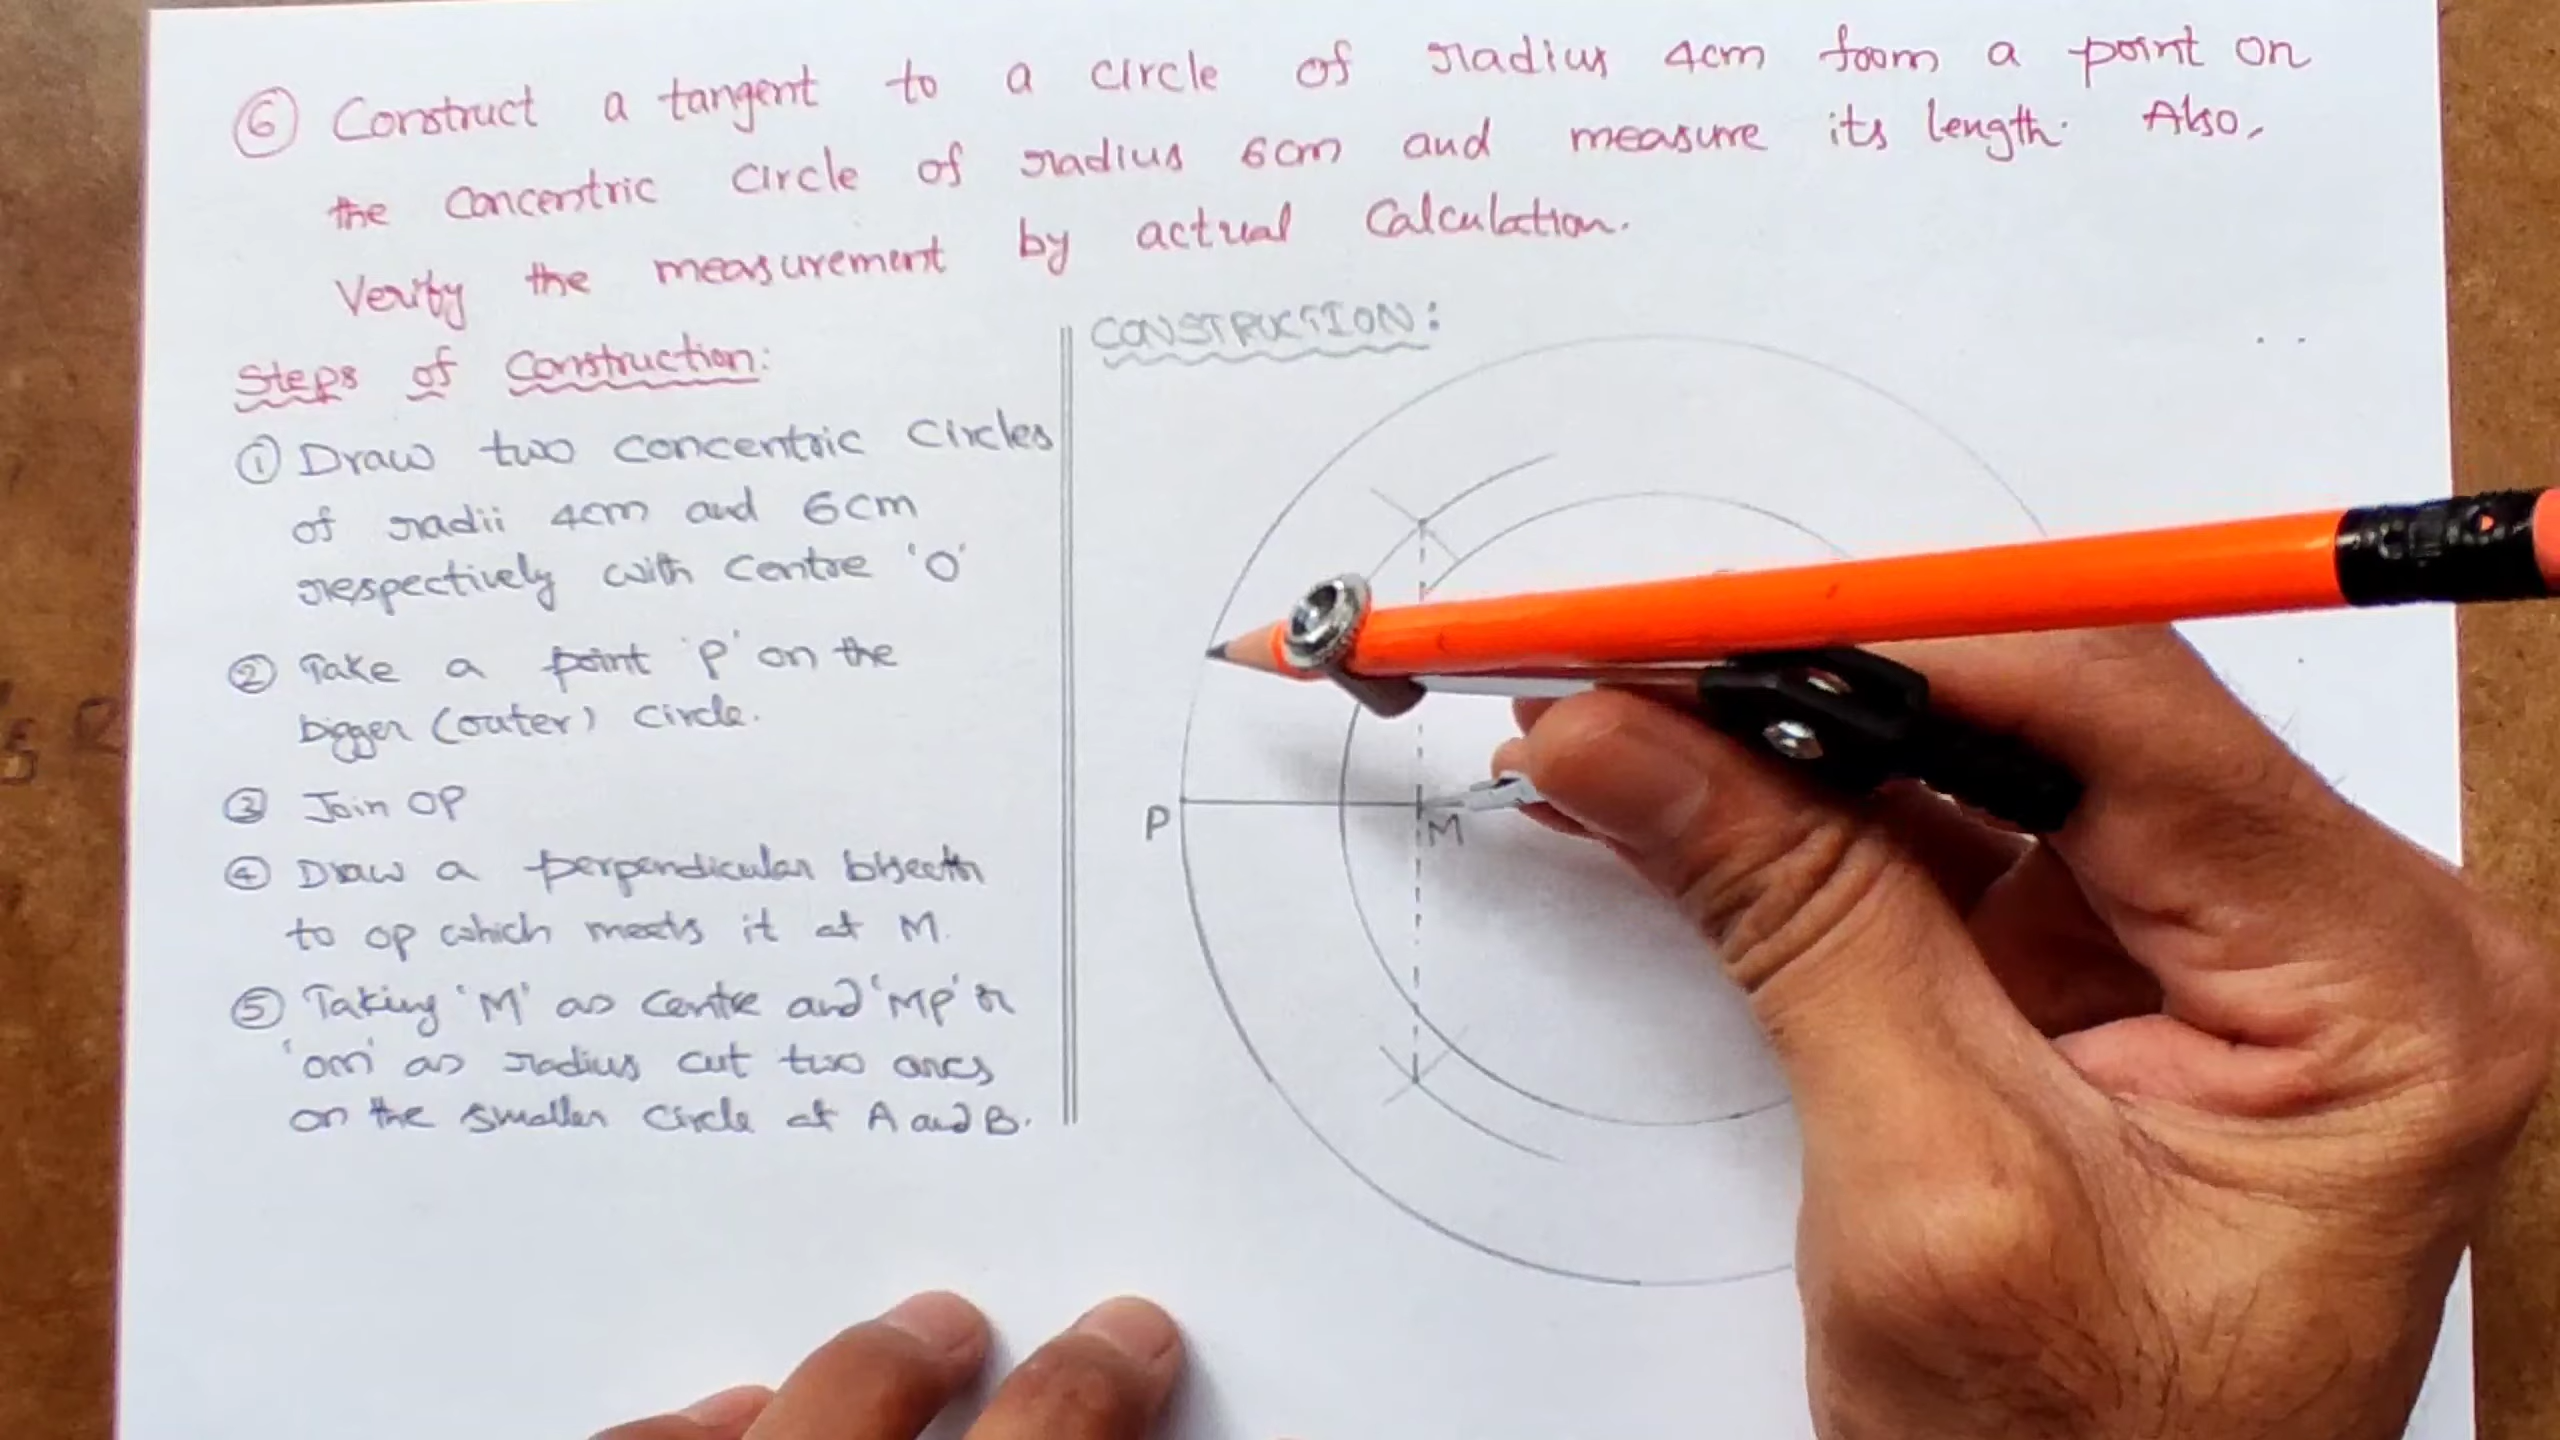 ⑥ Construct a tangent to a circle of radius 4cm from a point on
the concentric circle of radius 6cm and measure its length. Also,
Verify the measurement by actual Calculation.
Steps of Construction:
① Draw two concentric Circles
of radii 4cm and 6cm
respectively with Centre 'O'
② Take a point 'P' on the
bigger (outer) Circle.
③ Join OP
④ Draw a perpendicular
to OP which meets it at M.
⑤ Taking 'M' as Centre and 'MP' or
'OM' as radius cut two arcs
on the smaller Circle at A and B.
CONSTRUCTION:
P
M